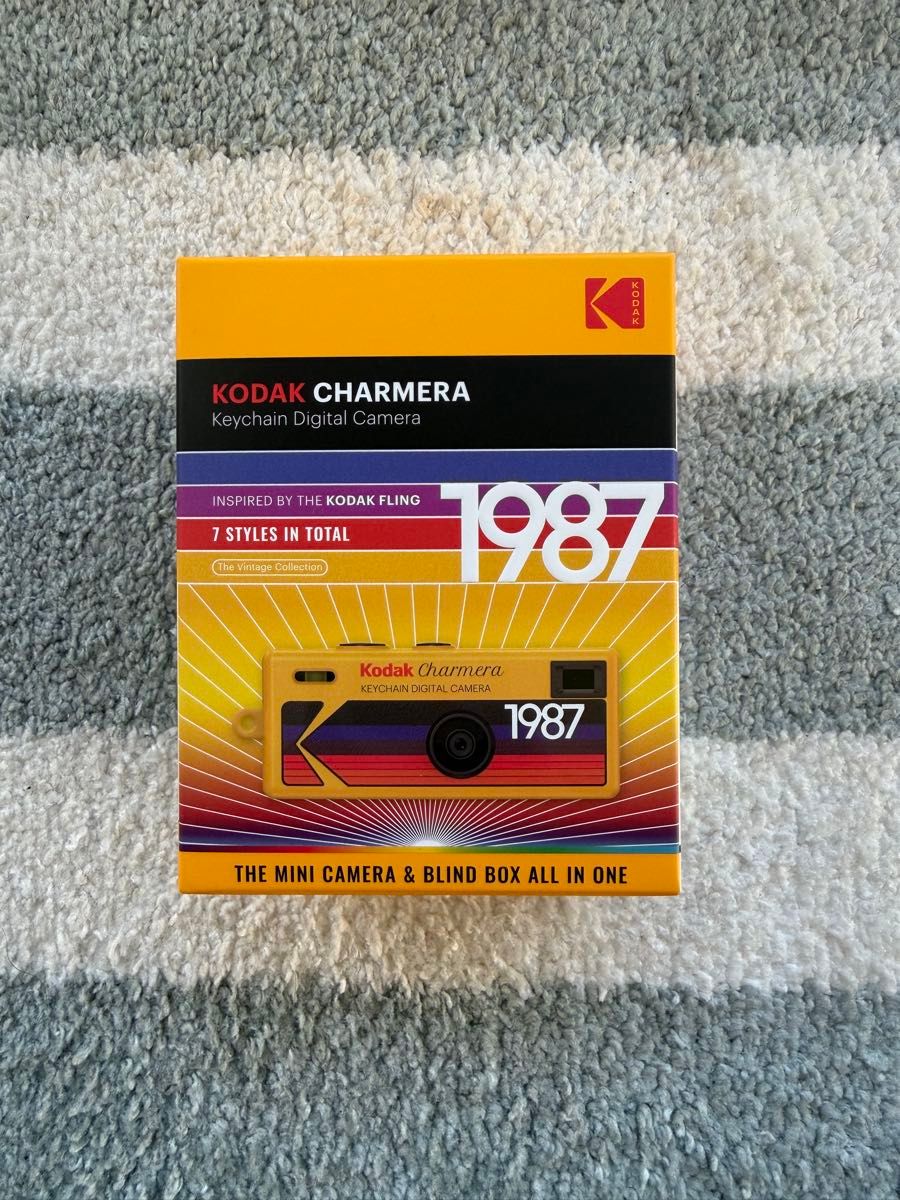 KODAK
KODAK CHARMERA
Keychain Digital Camera
INSPIRED BY THE KODAK FLING
1987
7 STYLES IN TOTAL
The Vintage Collection
Kodak Charmera
KEYCHAIN DIGITAL CAMERA
1987
THE MINI CAMERA & BLIND BOX ALL IN ONE